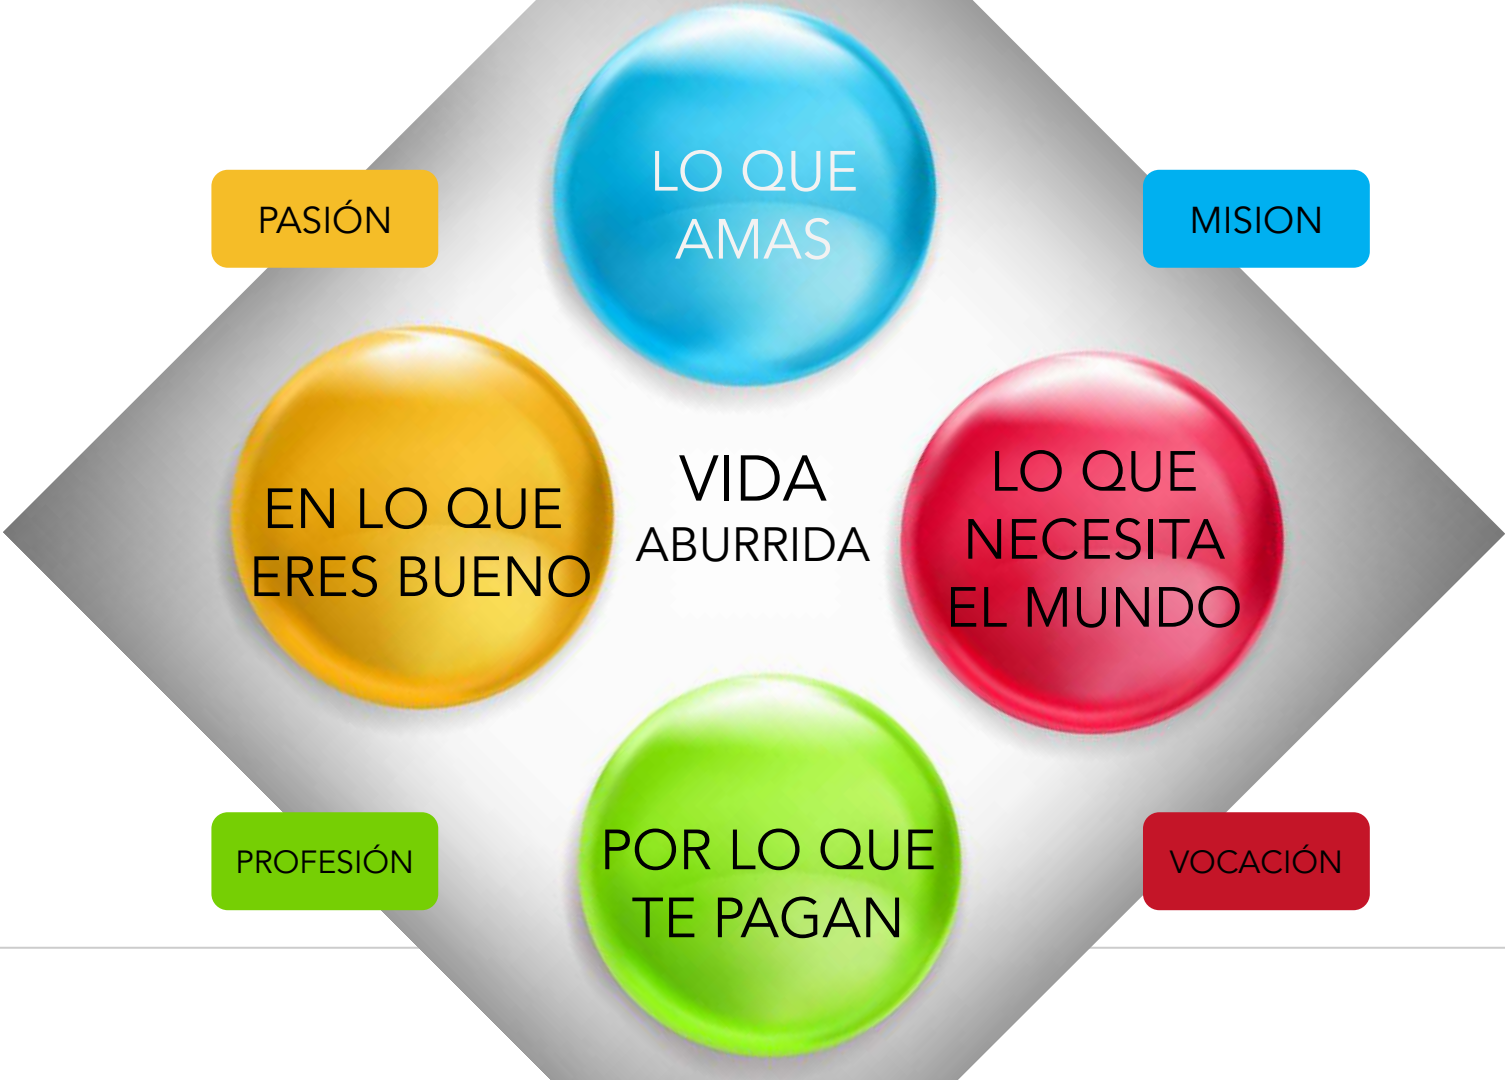 LO QUE
AMAS
PASIÓN
MISION
EN LO QUE
ERES BUENO
VIDA
ABURRIDA
LO QUE
NECESITA
EL MUNDO
POR LO QUE
TE PAGAN
PROFESIÓN
VOCACIÓN